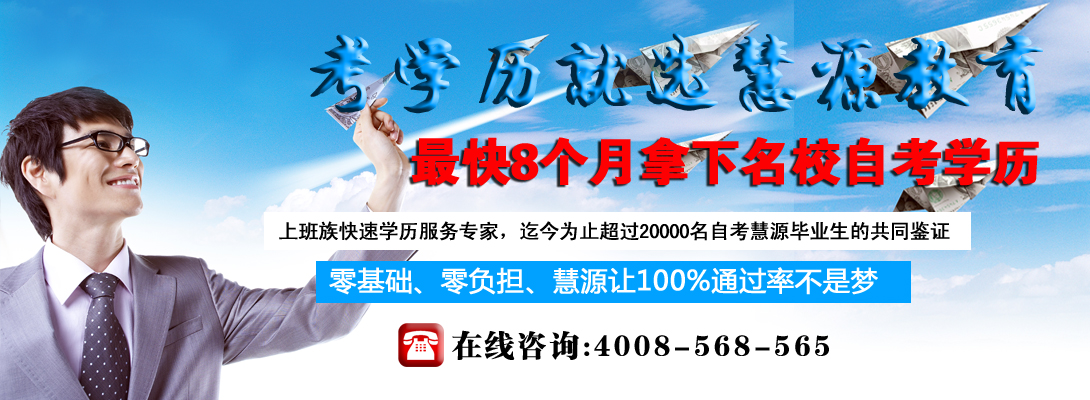 考学历就选慧源教育
最快8个月拿下名校自考学历
上班族快速学历服务专家，迄今为止超过20000名自考慧源毕业生的共同鉴证
零基础、零负担、慧源让100%通过率不是梦
在线咨询:4008-568-565